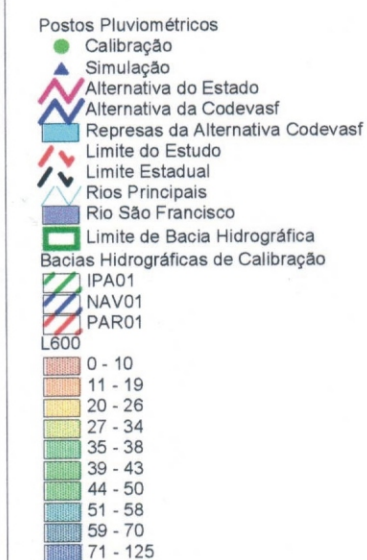 Postos Pluviométricos
Calibração
Simulação
Alternativa do Estado
Alternativa da Codevasf
Represas da Alternativa Codevasf
Limite do Estudo
Limite Estadual
Rios Principais
Rio São Francisco
Limite de Bacia Hidrográfica
Bacias Hidrográficas de Calibração
IPA01
NAV01
PAR01
L600
0 - 10
11 - 19
20 - 26
27 - 34
35 - 38
39 - 43
44 - 50
51 - 58
59 - 70
71 - 125